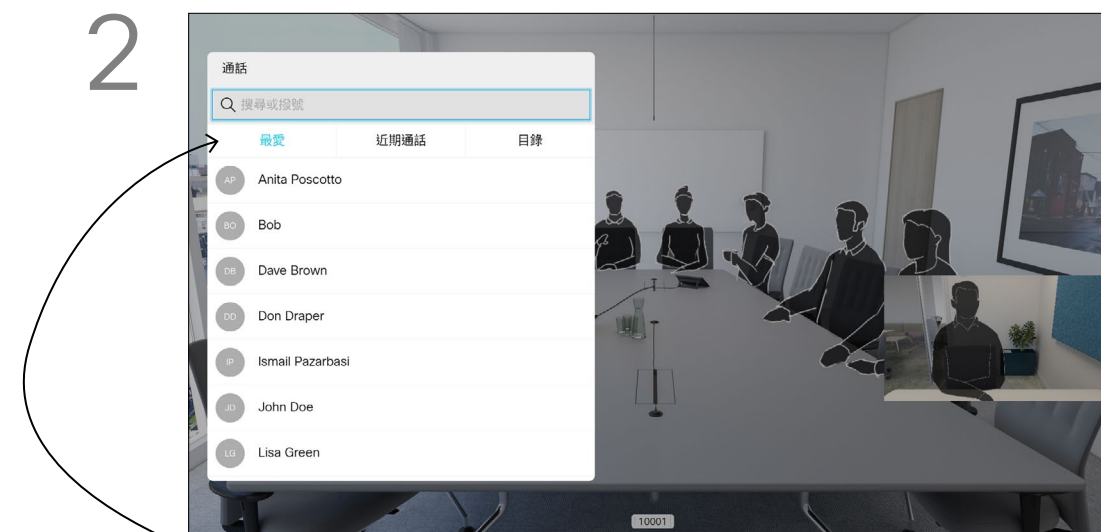 2
通話
搜尋或撥號
最愛 近期通話 目錄
AP Anita Poscotto
BO Bob
DB Dave Brown
DD Don Draper
IP Ismail Pazarbasi
JD John Doe
LG Lisa Green
10001